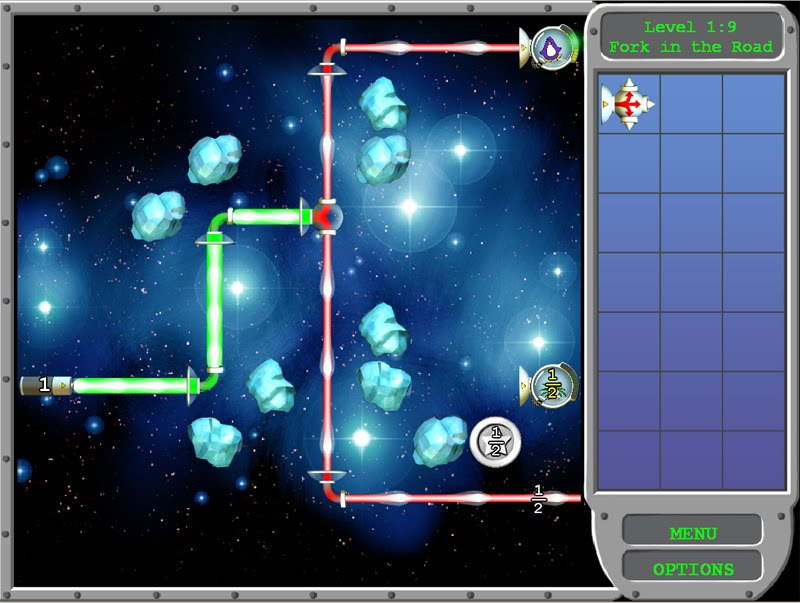 Level 1:9
Fork in the Road
1
1/2
1/2
1/2
MENU
OPTIONS